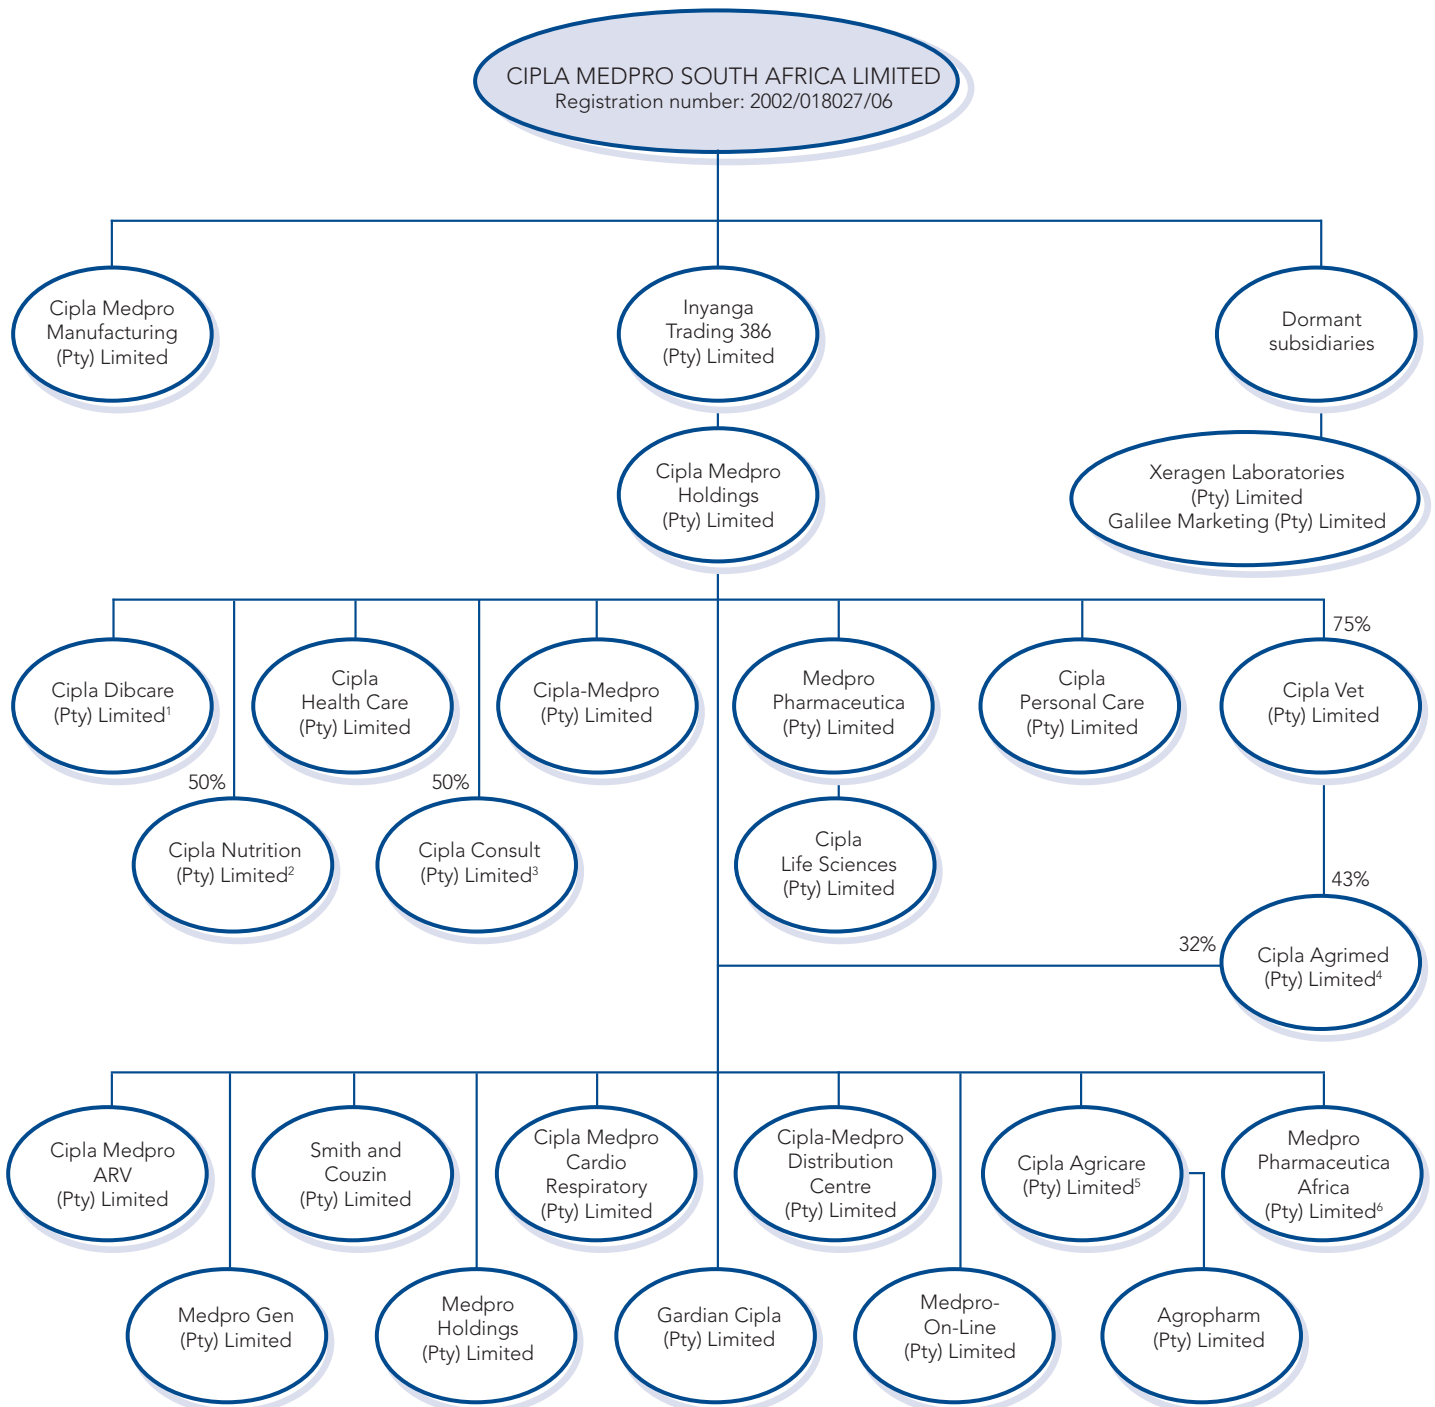 CIPLA MEDPRO SOUTH AFRICA LIMITED
Registration number: 2002/018027/06
Cipla Medpro
Manufacturing
(Pty) Limited
Inyanga
Trading 386
(Pty) Limited
Dormant
subsidiaries
Cipla Medpro
Holdings
(Pty) Limited
Xeragen Laboratories
(Pty) Limited
Galilee Marketing (Pty) Limited
Cipla Dibcare
(Pty) Limited¹
Cipla
Health Care
(Pty) Limited
Cipla-Medpro
(Pty) Limited
Medpro
Pharmaceutica
(Pty) Limited
Cipla
Personal Care
(Pty) Limited
75%
Cipla Vet
(Pty) Limited
50%
Cipla Nutrition
(Pty) Limited²
50%
Cipla Consult
(Pty) Limited³
Cipla
Life Sciences
(Pty) Limited
43%
32%
Cipla Agrimed
(Pty) Limited⁴
Cipla Medpro
ARV
(Pty) Limited
Smith and
Couzin
(Pty) Limited
Cipla Medpro
Cardio
Respiratory
(Pty) Limited
Cipla-Medpro
Distribution
Centre
(Pty) Limited
Cipla Agricare
(Pty) Limited⁵
Medpro
Pharmaceutica
Africa
(Pty) Limited⁶
Medpro Gen
(Pty) Limited
Medpro
Holdings
(Pty) Limited
Gardian Cipla
(Pty) Limited
Medpro-
On-Line
(Pty) Limited
Agropharm
(Pty) Limited